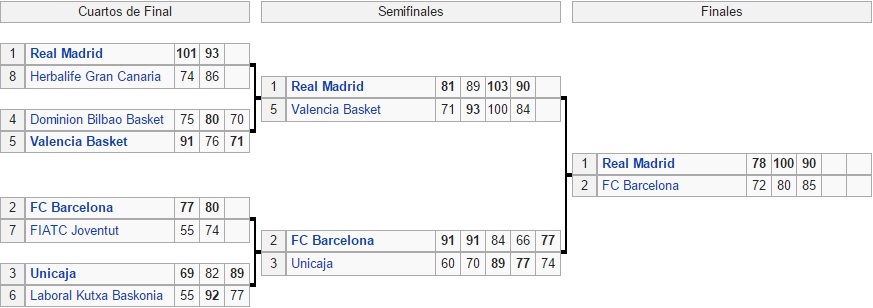 Cuartos de Final Semifinales Finales
1 Real Madrid 101 93
8 Herbalife Gran Canaria 74 86
4 Dominion Bilbao Basket 75 80 70
5 Valencia Basket 91 76 71
2 FC Barcelona 77 80
7 FIATC Joventut 55 74
3 Unicaja 69 82 89
6 Laboral Kutxa Baskonia 55 92 77
1 Real Madrid 81 89 103 90
5 Valencia Basket 71 93 100 84
2 FC Barcelona 91 91 84 66 77
3 Unicaja 60 70 89 77 74
1 Real Madrid 78 100 90
2 FC Barcelona 72 80 85